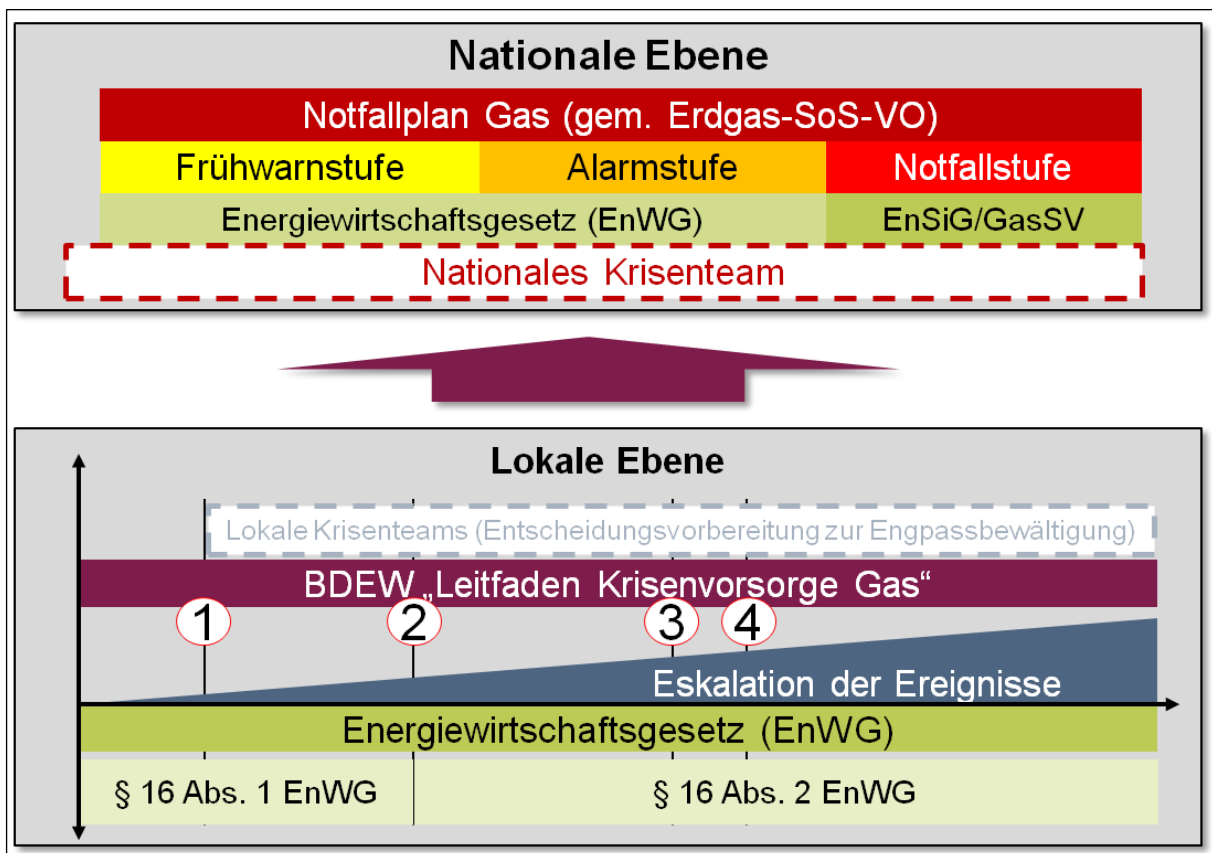 Nationale Ebene
Notfallplan Gas (gem. Erdgas-SoS-VO)
Frühwarnstufe Alarmstufe Notfallstufe
Energiewirtschaftsgesetz (EnWG) EnSiG/GasSV
Nationales Krisenteam
Lokale Ebene
Lokale Krisenteams (Entscheidungsvorbereitung zur Engpassbewältigung)
BDEW „Leitfaden Krisenvorsorge Gas“
1 2 3 4
Eskalation der Ereignisse
Energiewirtschaftsgesetz (EnWG)
§ 16 Abs. 1 EnWG § 16 Abs. 2 EnWG